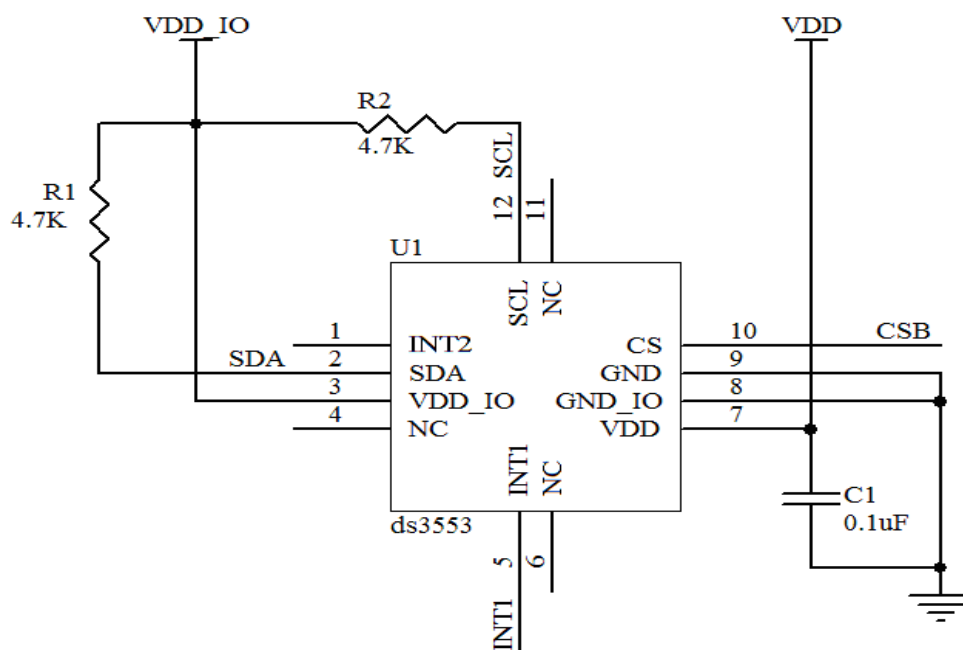 VDD_IO
VDD
R2
4.7K
SCL
12
11
R1
4.7K
U1
SCL
NC
1
INT2
10
CS
CSB
SDA
2
SDA
9
GND
3
VDD_IO
8
GND_IO
4
NC
7
VDD
INT1
NC
C1
0.1uF
ds3553
5
6
INT1